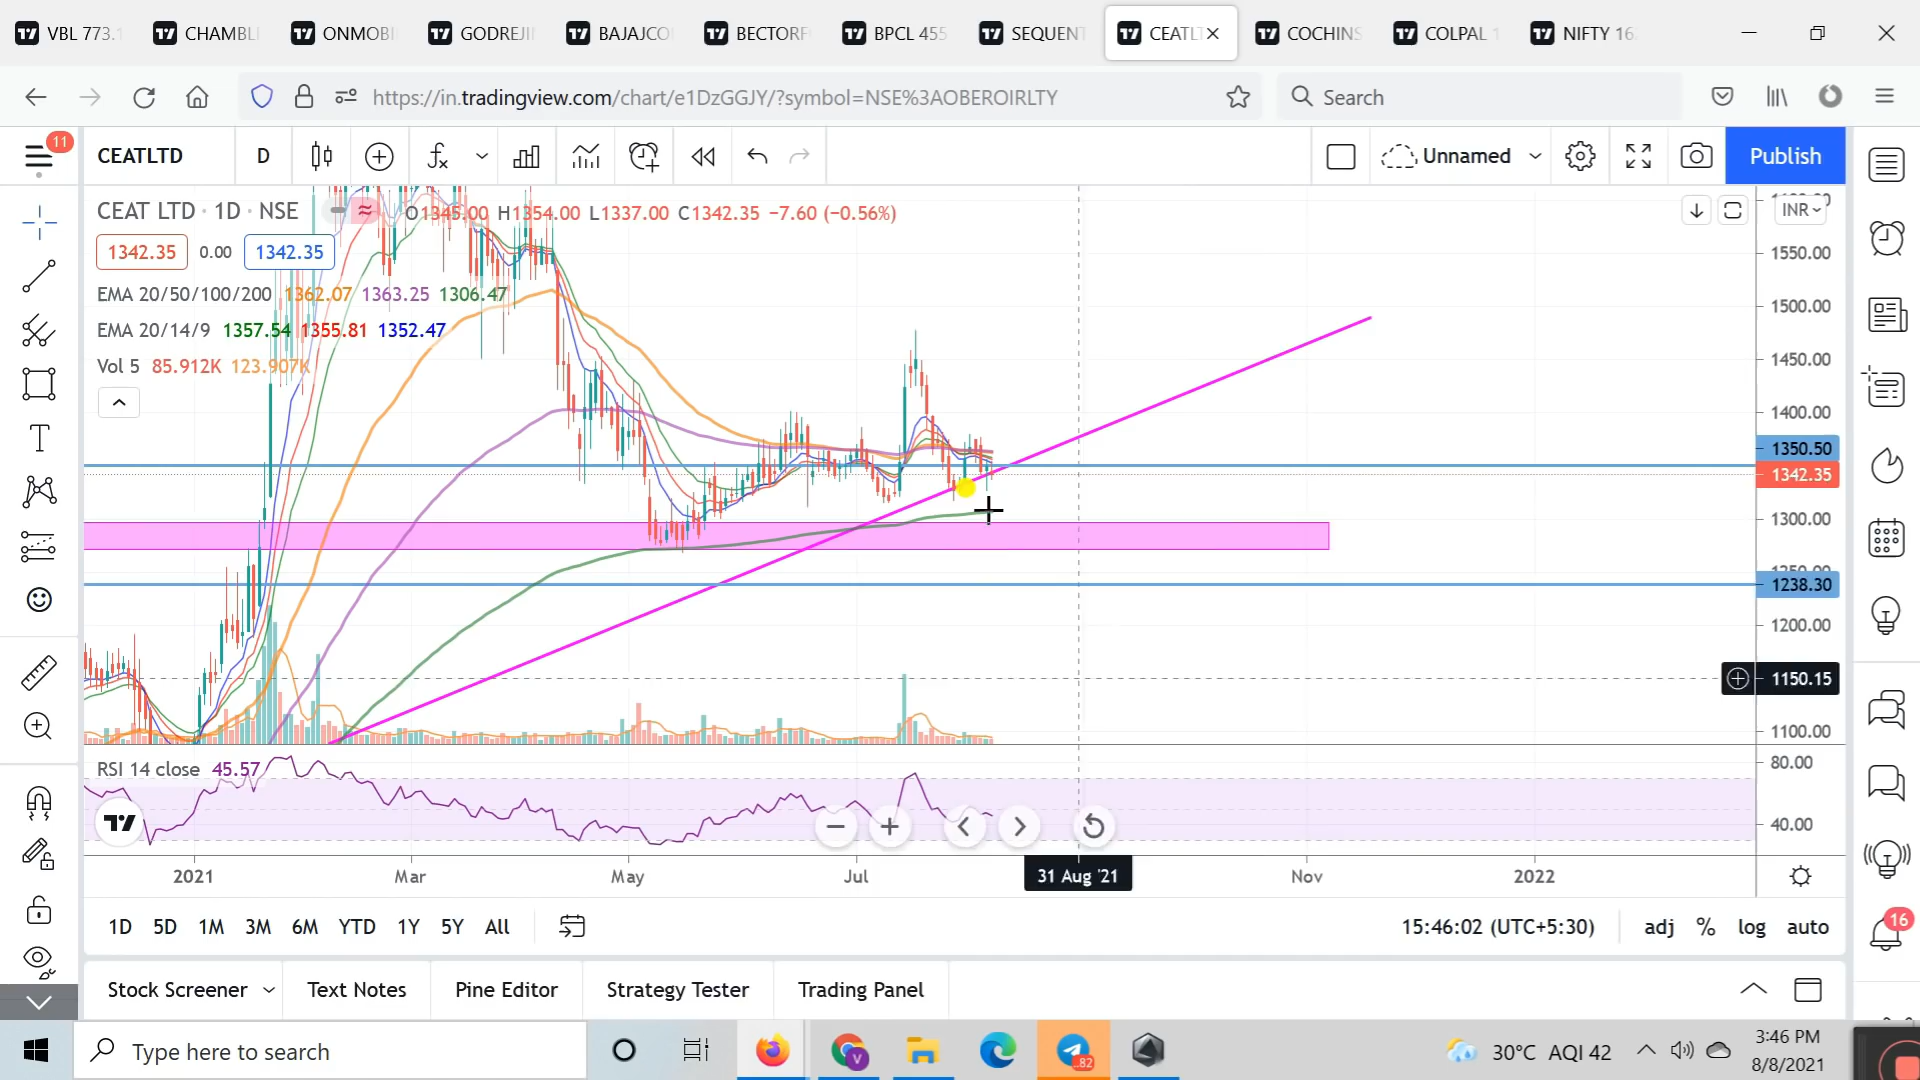 VBL 773.1
CHAMBL
ONMOBI
GODREJI
BAJAJCO
BECTORF
BPCL 455
SEQUENT
CEATLT
COCHINS
COLPAL 1
NIFTY 16
https://in.tradingview.com/chart/e1DzGGJY/?symbol=NSE%3AOBEROIRLTY
Search
11
CEATLTD
D
Unnamed
Publish
CEAT LTD · 1D · NSE
O1345.00 H1354.00 L1337.00 C1342.35 −7.60 (−0.56%)
INR
1342.35
0.00
1342.35
EMA 20/50/100/200 1362.07 1363.25 1306.47
EMA 20/14/9 1357.54 1355.81 1352.47
Vol 5 85.912K 123.907K
1550.00
1500.00
1450.00
1400.00
1350.50
1342.35
1300.00
1238.30
1200.00
1150.15
1100.00
RSI 14 close 45.57
80.00
40.00
2021
Mar
May
Jul
31 Aug '21
Nov
2022
1D 5D 1M 3M 6M YTD 1Y 5Y All
15:46:02 (UTC+5:30)
adj % log auto
16
Stock Screener
Text Notes
Pine Editor
Strategy Tester
Trading Panel
Type here to search
82
30°C AQI 42
3:46 PM
8/8/2021